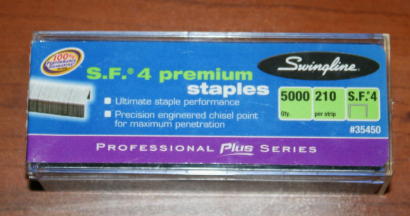 100%
S.F.® 4 premium
staples
Swingline®
■ Ultimate staple performance
■ Precision engineered chisel point
for maximum penetration
5000 210 S.F.®4
Qty. per strip
#35450
PROFESSIONAL Plus SERIES